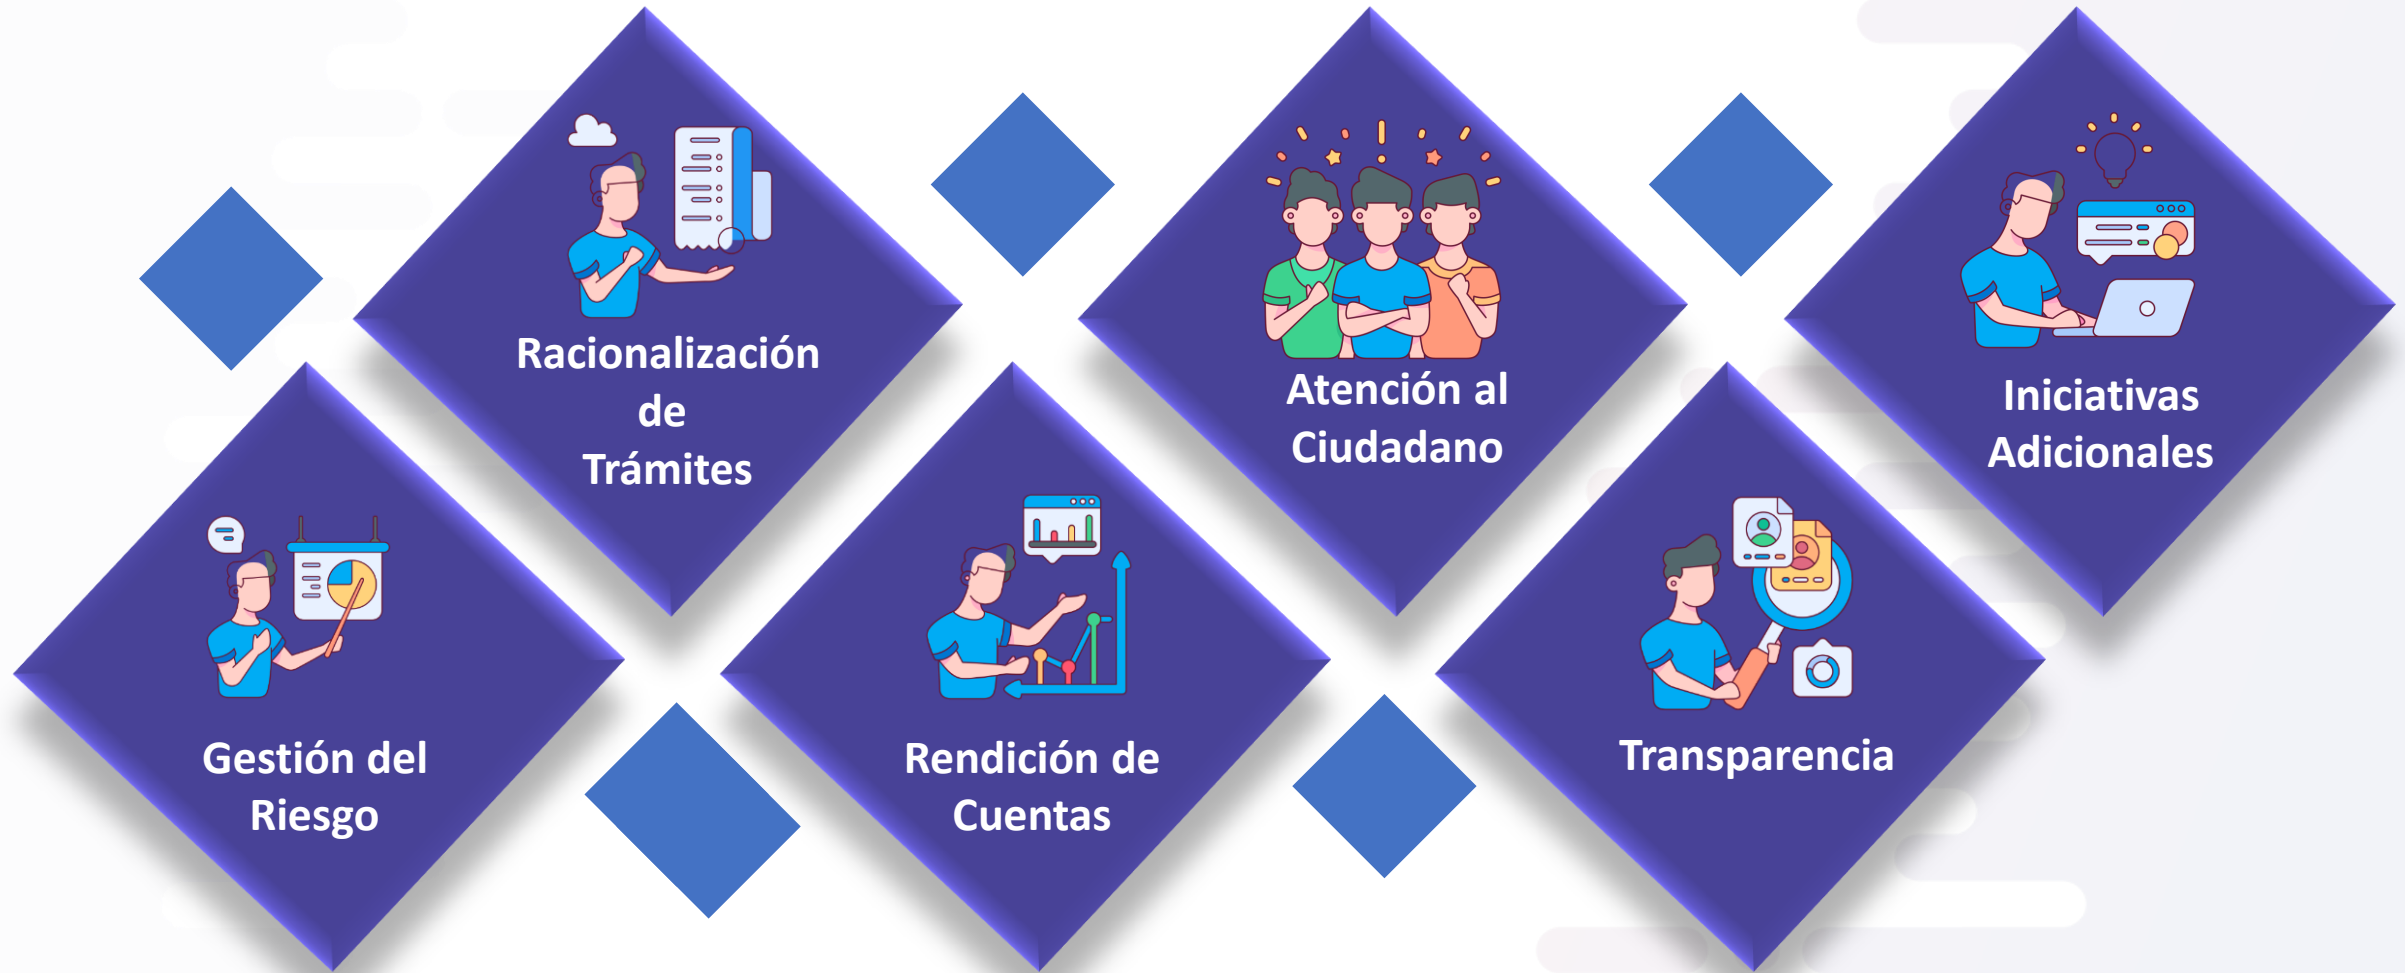 Gestión del
Riesgo
Racionalización
de
Trámites
Rendición de
Cuentas
Atención al
Ciudadano
Transparencia
Iniciativas
Adicionales